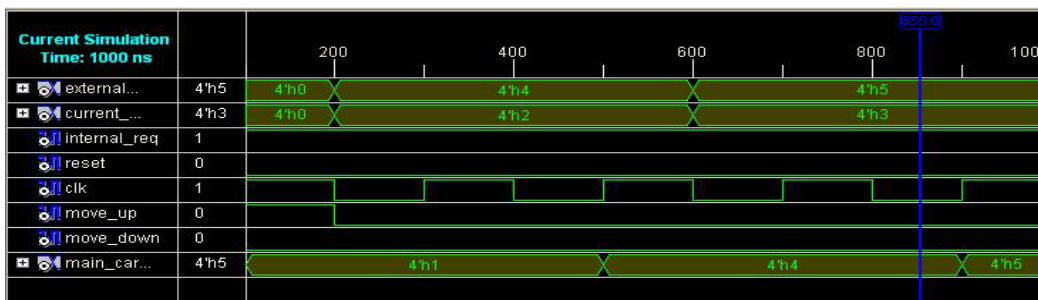 855.0
Current Simulation
Time: 1000 ns
200 400 600 800 100
external... 4'h5 4'h0 4'h4 4'h5
current_... 4'h3 4'h0 4'h2 4'h3
internal_req 1
reset 0
clk 1
move_up 0
move_down 0
main_car... 4'h5 4'h1 4'h4 4'h5